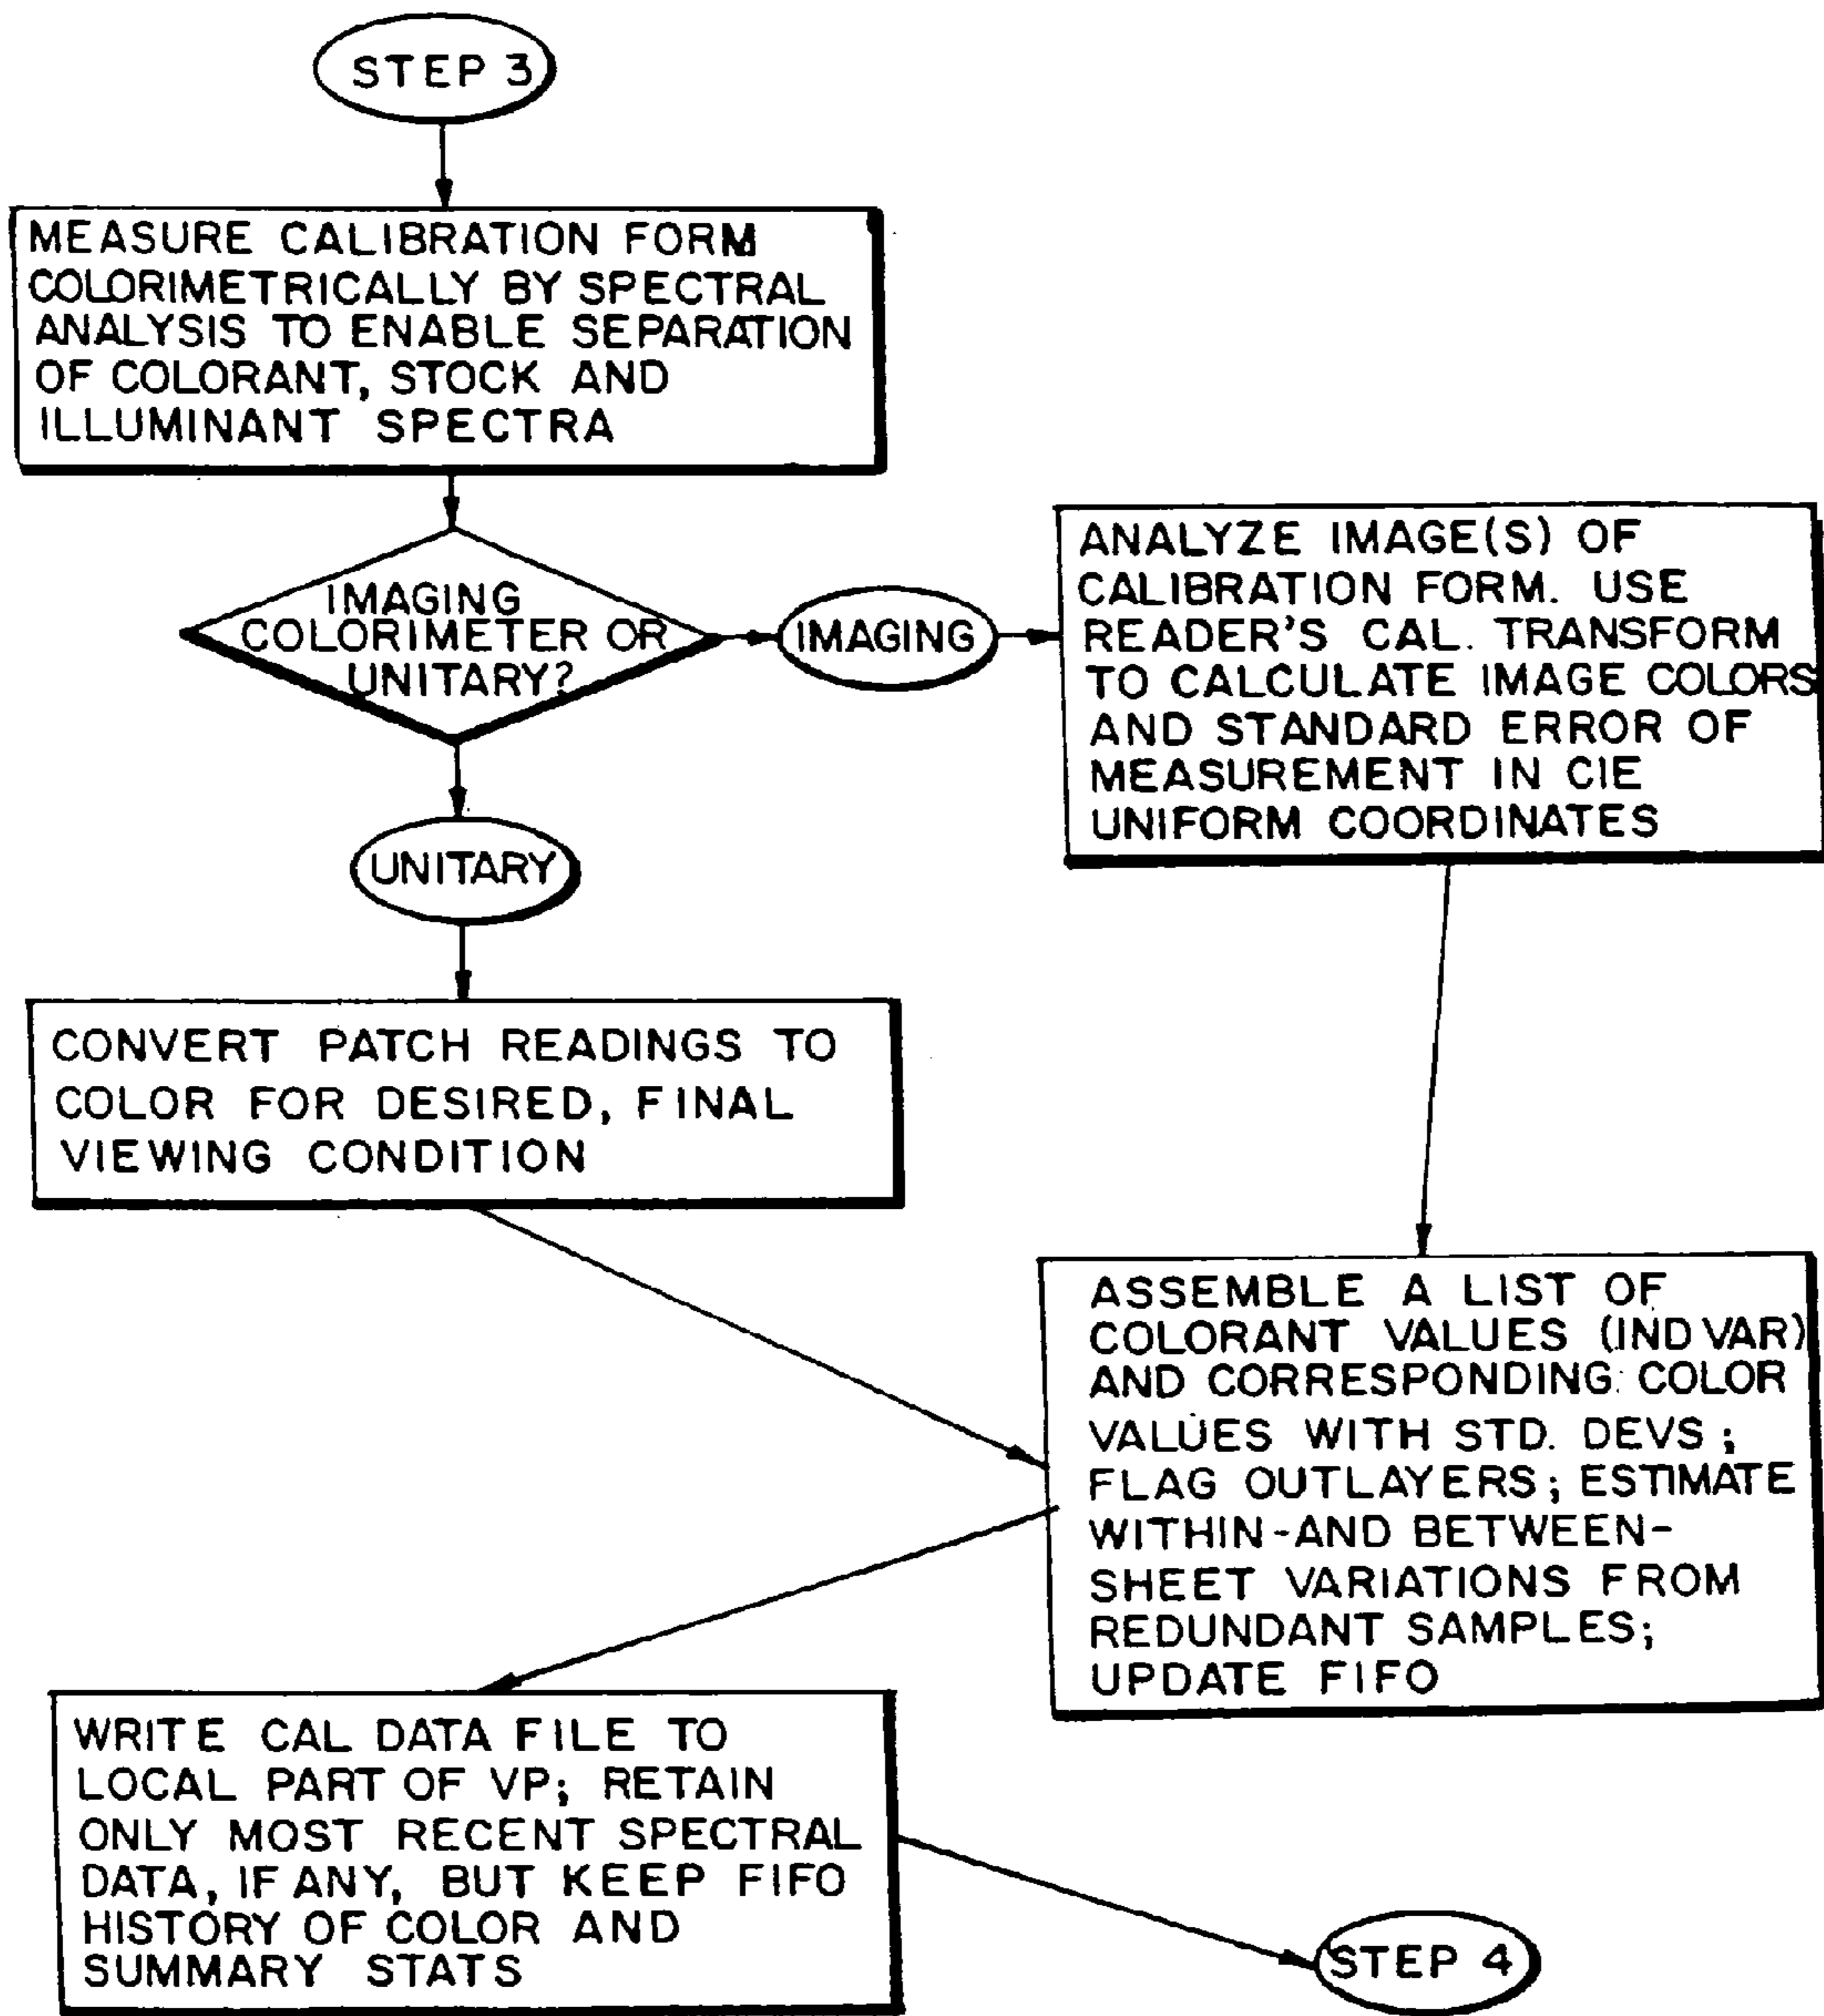 STEP 3
MEASURE CALIBRATION FORM
COLORIMETRICALLY BY SPECTRAL
ANALYSIS TO ENABLE SEPARATION
OF COLORANT, STOCK AND
ILLUMINANT SPECTRA
IMAGING
COLORIMETER OR
UNITARY?
IMAGING
ANALYZE IMAGE(S) OF
CALIBRATION FORM. USE
READER'S CAL. TRANSFORM
TO CALCULATE IMAGE COLORS
AND STANDARD ERROR OF
MEASUREMENT IN CIE
UNIFORM COORDINATES
UNITARY
CONVERT PATCH READINGS TO
COLOR FOR DESIRED, FINAL
VIEWING CONDITION
ASSEMBLE A LIST OF
COLORANT VALUES (IND VAR)
AND CORRESPONDING COLOR
VALUES WITH STD. DEVS;
FLAG OUTLAYERS; ESTIMATE
WITHIN-AND BETWEEN-
SHEET VARIATIONS FROM
REDUNDANT SAMPLES;
UPDATE FIFO
WRITE CAL DATA FILE TO
LOCAL PART OF VP; RETAIN
ONLY MOST RECENT SPECTRAL
DATA, IF ANY, BUT KEEP FIFO
HISTORY OF COLOR AND
SUMMARY STATS
STEP 4